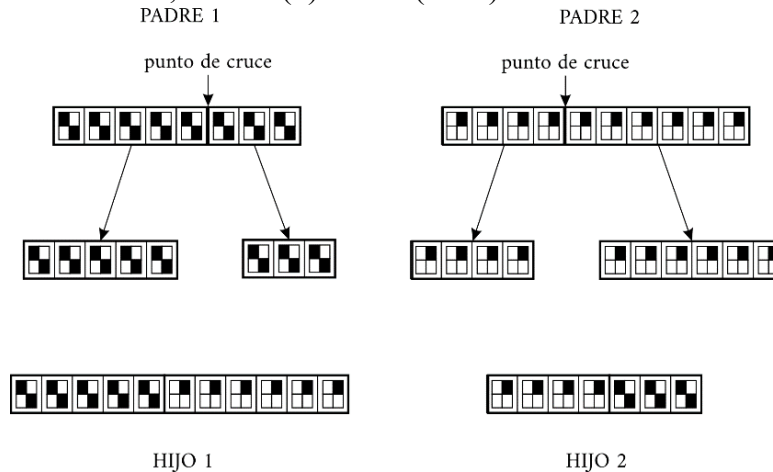 PADRE 1
PADRE 2
punto de cruce
punto de cruce
HIJO 1
HIJO 2